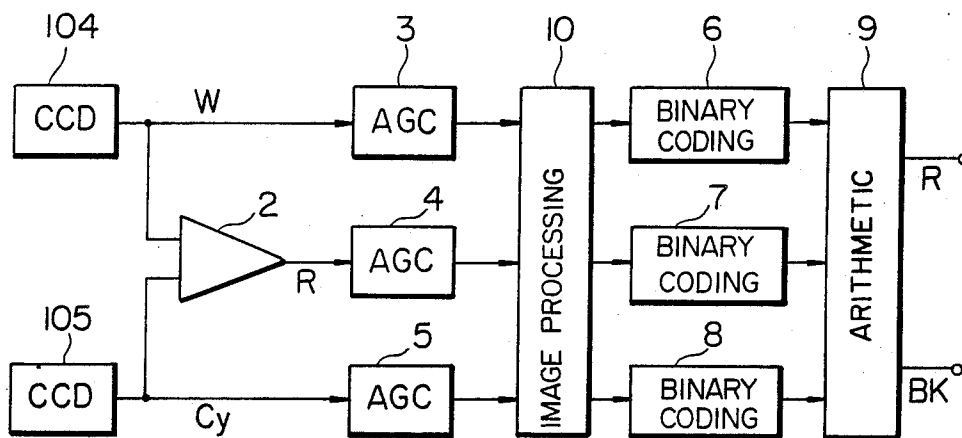 104
3
10
6
9
CCD
W
AGC
BINARY
CODING
R
2
4
7
R
AGC
IMAGE PROCESSING
BINARY
CODING
ARITHMETIC
105
5
8
CCD
Cy
AGC
BINARY
CODING
BK